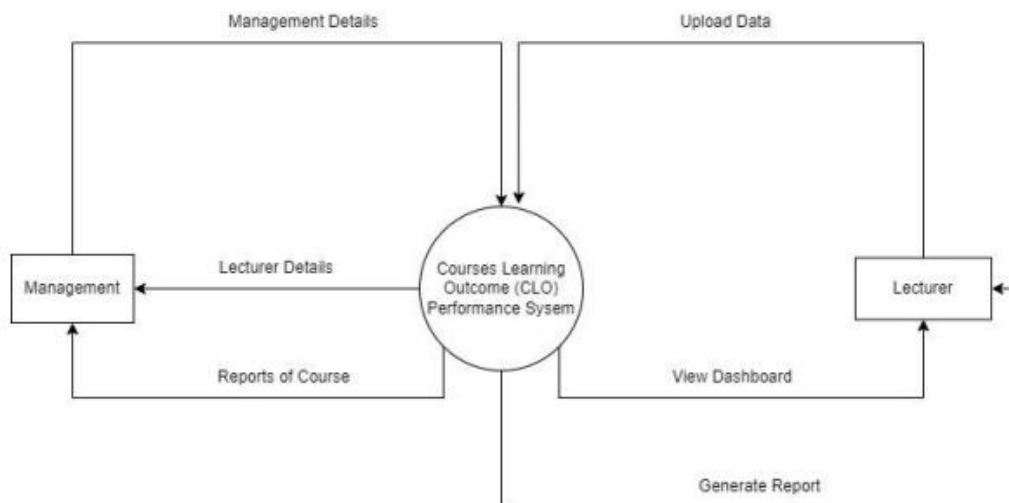 Management Details
Upload Data
Management
Lecturer Details
Courses Learning
Outcome (CLO)
Performance Sysem
Lecturer
Reports of Course
View Dashboard
Generate Report